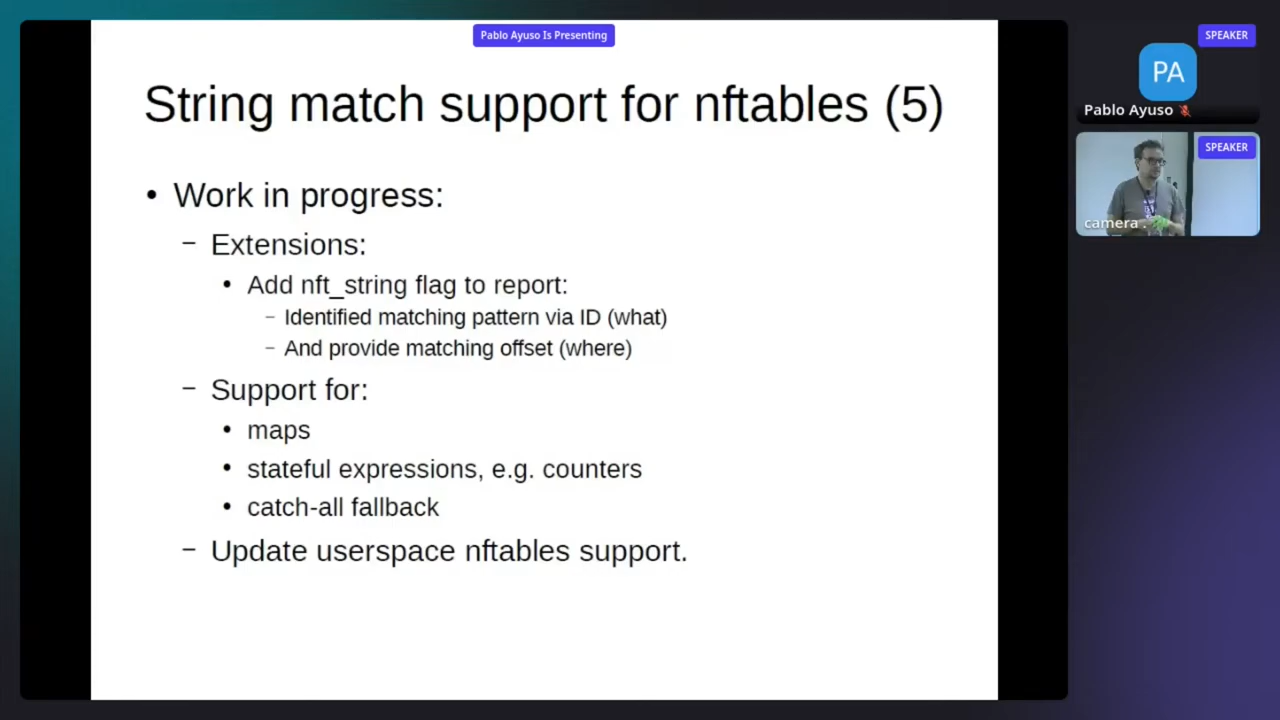 Pablo Ayuso Is Presenting
String match support for nftables (5)
• Work in progress:
– Extensions:
• Add nft_string flag to report:
– Identified matching pattern via ID (what)
– And provide matching offset (where)
– Support for:
• maps
• stateful expressions, e.g. counters
• catch-all fallback
– Update userspace nftables support.
SPEAKER
PA
Pablo Ayuso
SPEAKER
camera .